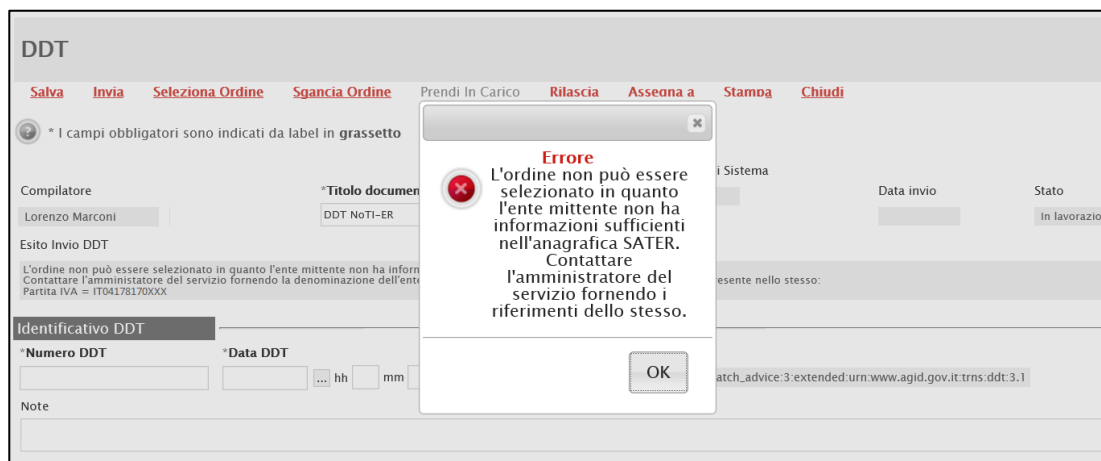 DDT
Salva Invia Seleziona Ordine Sgancia Ordine Prendi In Carico Rilascia Assegna a Stampa Chiudi
* I campi obbligatori sono indicati da label in grassetto
Errore
L'ordine non può essere
selezionato in quanto
l'ente mittente non ha
informazioni sufficienti
nell'anagrafica SATER.
Contattare
l'amministratore del
servizio fornendo i
riferimenti dello stesso.
OK
i Sistema
Compilatore *Titolo documen Data invio Stato
Lorenzo Marconi DDT NoTI-ER In lavorazio
Esito Invio DDT
L'ordine non può essere selezionato in quanto l'ente mittente non ha inforn
Contattare l'amministatore del servizio fornendo la denominazione dell'ente resente nello stesso:
Partita IVA = IT04178170XXX
Identificativo DDT
*Numero DDT *Data DDT
... hh mm atch_advice:3:extended:urn:www.agid.gov.it:trns:ddt:3.1
Note